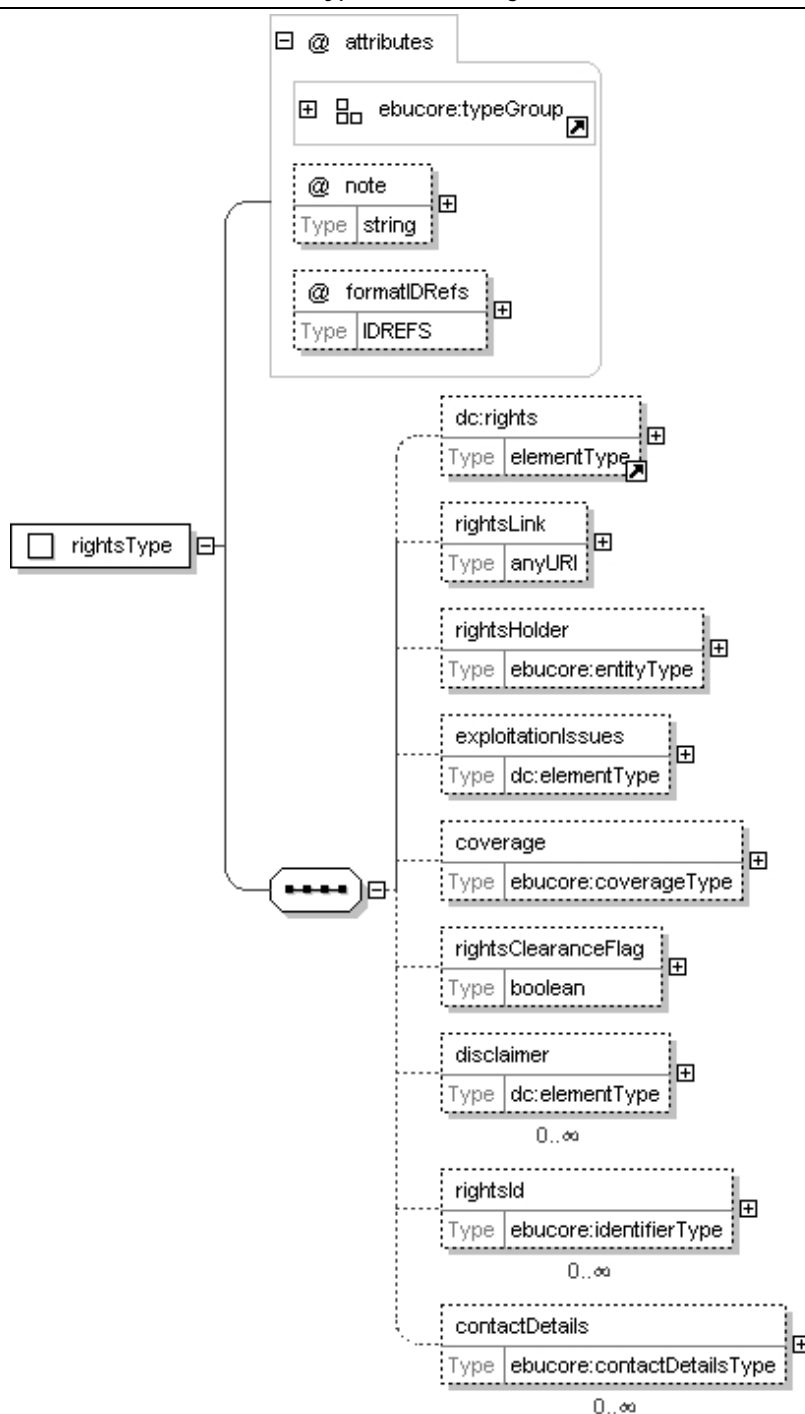 @ attributes
ebucore:typeGroup
@ note
Type string
@ formatIDRefs
Type IDREFS
dc:rights
Type elementType
rightsLink
Type anyURI
rightsType
rightsHolder
Type ebucore:entityType
exploitationIssues
Type dc:elementType
coverage
Type ebucore:coverageType
rightsClearanceFlag
Type boolean
disclaimer
Type dc:elementType
0..∞
rightsId
Type ebucore:identifierType
0..∞
contactDetails
Type ebucore:contactDetailsType
0..∞